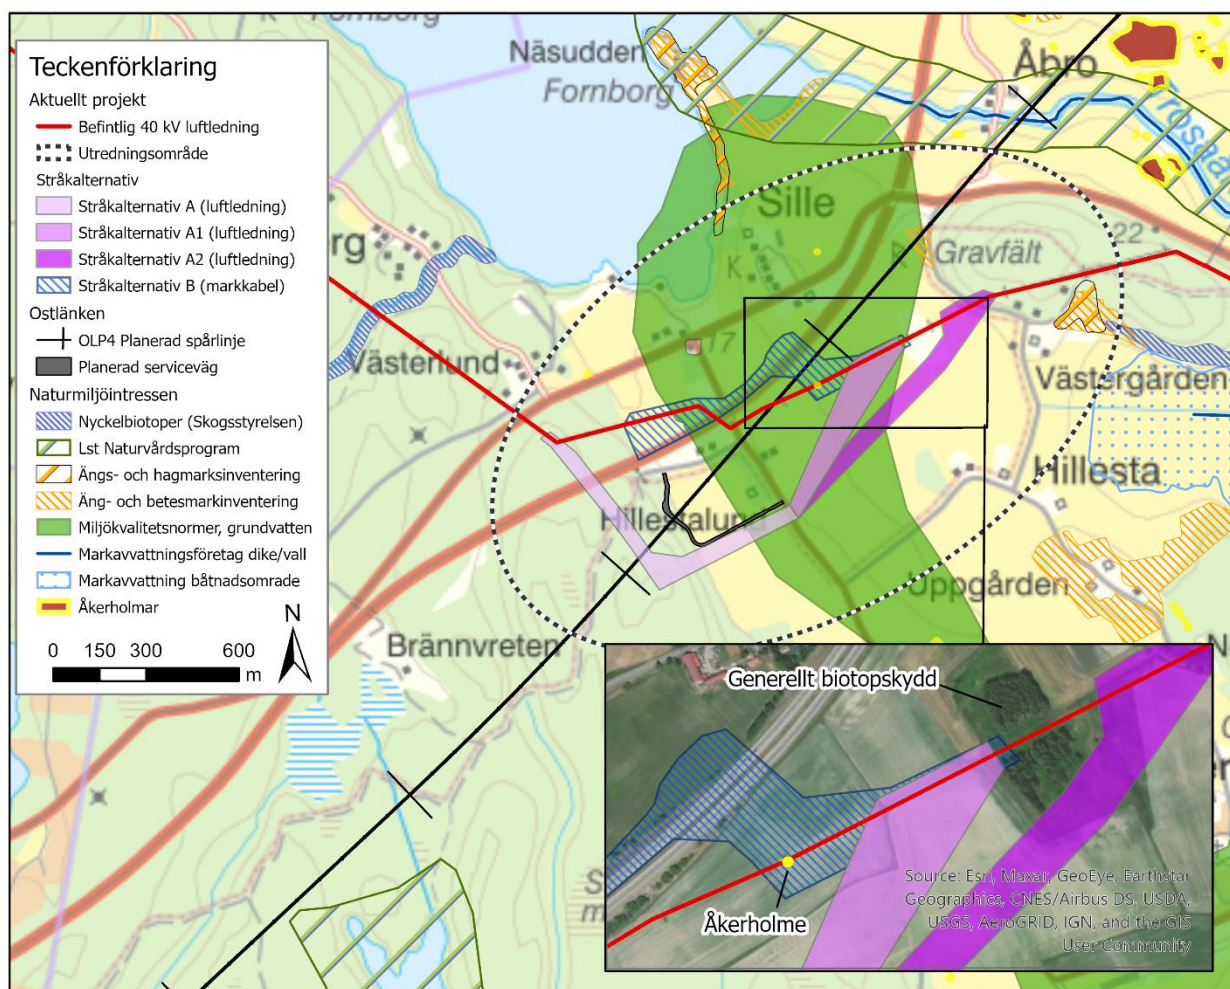 Fornborg
Näsudden
Fornborg
Åbro
Trosaån
Teckenförklaring
Aktuellt projekt
Befintlig 40 kV luftledning
Utredningsområde
Stråkalternativ
Stråkalternativ A (luftledning)
Stråkalternativ A1 (luftledning)
Stråkalternativ A2 (luftledning)
Stråkalternativ B (markkabel)
Ostlänken
OLP4 Planerad spårlinje
Planerad serviceväg
Naturmiljöintressen
Nyckelbiotoper (Skogsstyrelsen)
Lst Naturvårdsprogram
Ängs- och hagmarksinventering
Äng- och betesmarkinventering
Miljökvalitetsnormer, grundvatten
Markavvattningsföretag dike/vall
Markavvattning båtnadsomrade
Åkerholmar
N
0 150 300 600
m
Sille
K
Gravfält
22
17
Västerlund
Västergården
Hillesta
Hillestalund
Uppgården
Brännvreten
Generellt biotopskydd
Åkerholme
Source: Esri, Maxar, GeoEye, Earthstar
Geographics, CNES/Airbus DS, USDA,
USGS, AeroGRID, IGN, and the GIS
User Community